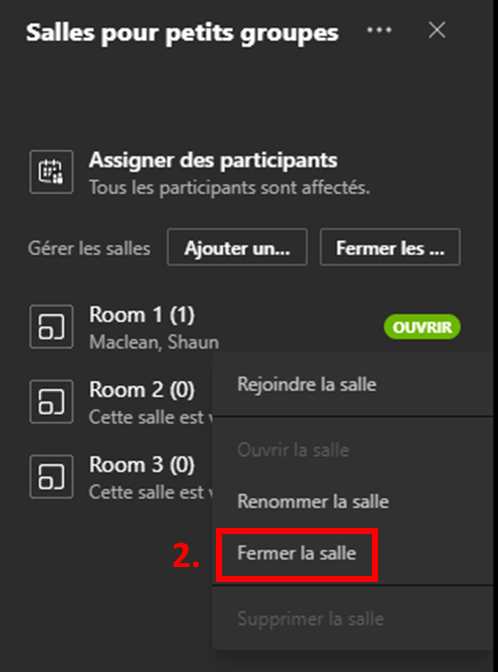 Salles pour petits groupes
Assigner des participants
Tous les participants sont affectés.
Gérer les salles
Ajouter un...
Fermer les ...
Room 1 (1)
OUVRIR
Maclean, Shaun
Rejoindre la salle
Room 2 (0)
Cette salle est
Ouvrir la salle
Room 3 (0)
Cette salle est
Renommer la salle
2.
Fermer la salle
Supprimer la salle